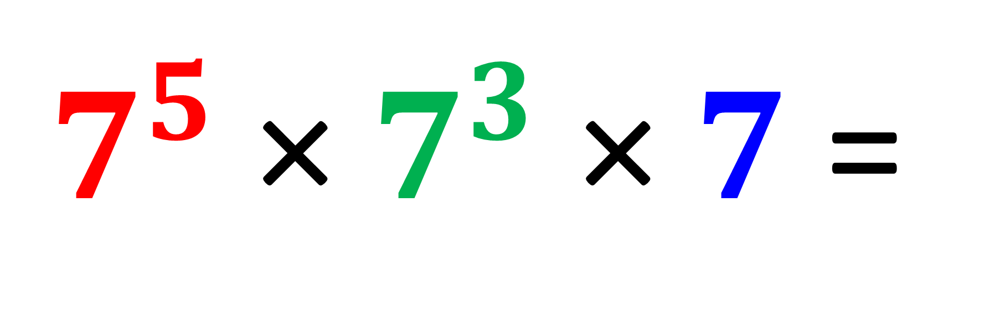 7⁵ × 7³ × 7 =